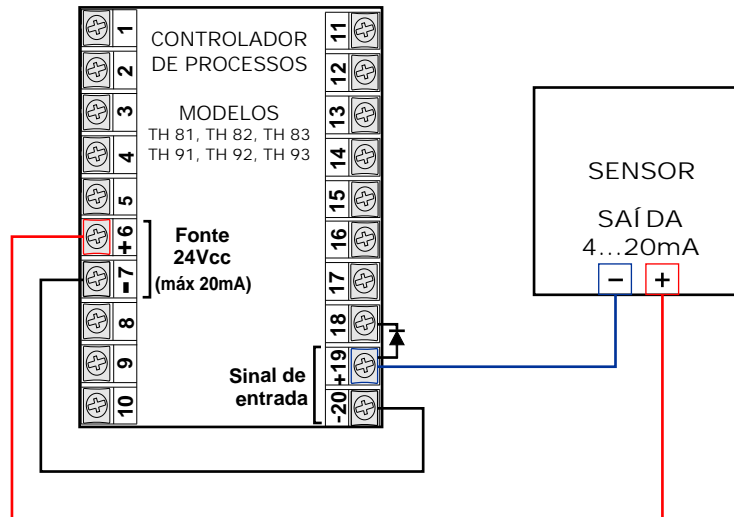 CONTROLADOR
DE PROCESSOS
MODELOS
TH 81, TH 82, TH 83
TH 91, TH 92, TH 93
1
2
3
4
5
+6
-7
8
9
10
Fonte
24Vcc
(máx 20mA)
11
12
13
14
15
16
17
18
+19
-20
Sinal de
entrada
SENSOR
SAÍDA
4...20mA
− +